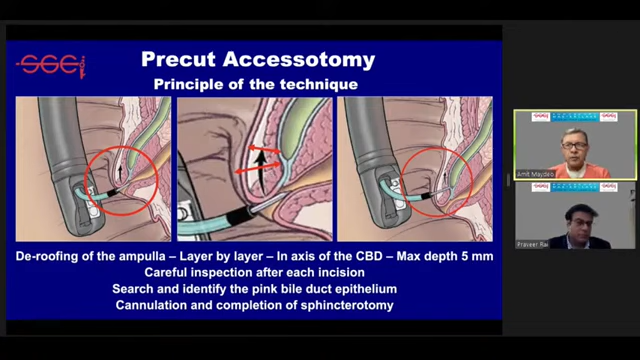 SGEI
Precut Accessotomy
Principle of the technique
De-roofing of the ampulla – Layer by layer – In axis of the CBD – Max depth 5 mm
Careful inspection after each incision
Search and identify the pink bile duct epithelium
Cannulation and completion of sphincterotomy
Amit Maydeo
Praveer Rai